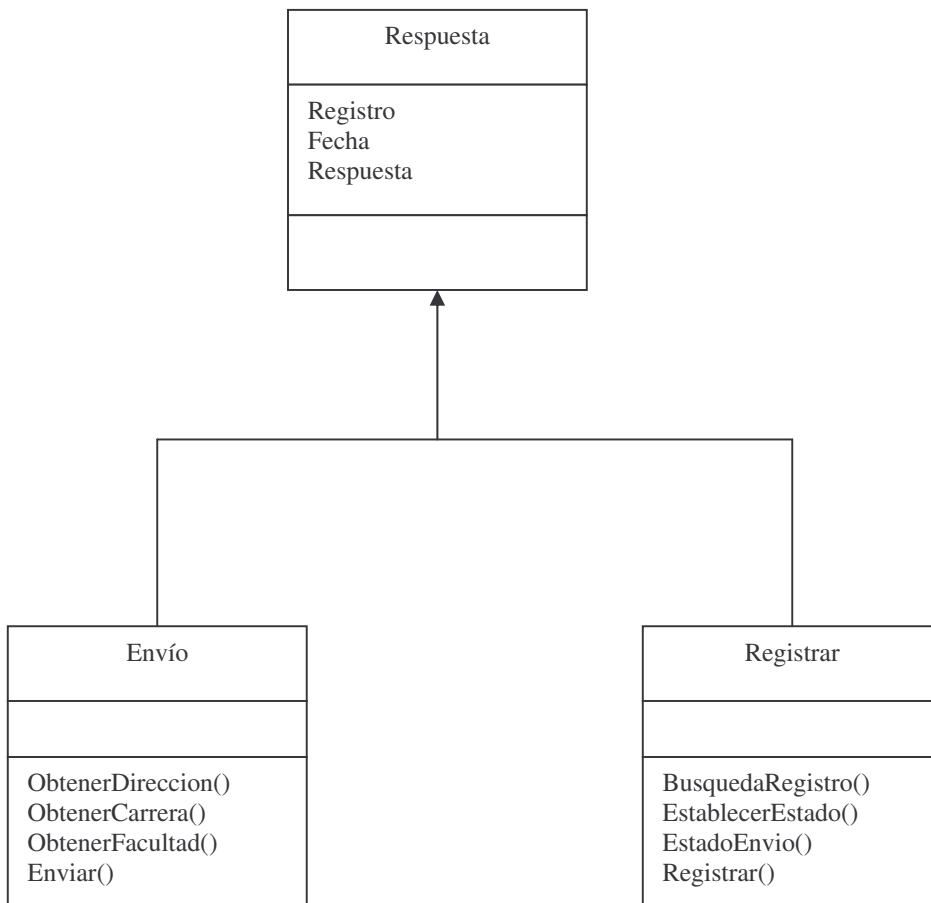 Respuesta
Registro
Fecha
Respuesta
Envío
ObtenerDireccion()
ObtenerCarrera()
ObtenerFacultad()
Enviar()
Registrar
BusquedaRegistro()
EstablecerEstado()
EstadoEnvio()
Registrar()